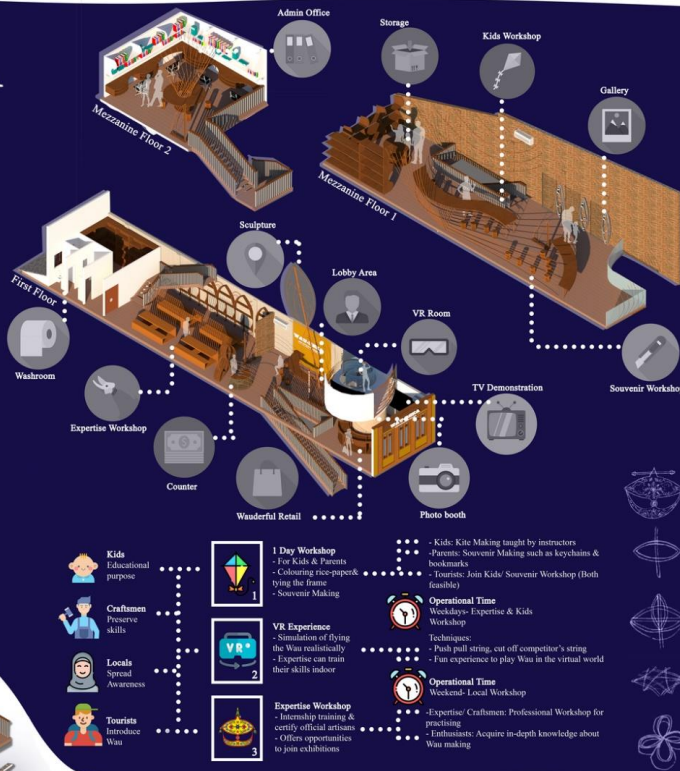 Admin Office
Storage
Kids Workshop
Gallery
Mezzanine Floor 2
Mezzanine Floor 1
Sculpture
Lobby Area
First Floor
VR Room
Washroom
TV Demonstration
Souvenir Workshop
Expertise Workshop
Counter
Wauderful Retail
Photo booth
Kids
Educational
purpose
Craftsmen
Preserve
skills
Locals
Spread
Awareness
Tourists
Introduce
Wau
1
1 Day Workshop
- For Kids & Parents
- Colouring rice-paper&
tying the frame
- Souvenir Making
VR
2
VR Experience
- Simulation of flying
the Wau realistically
- Expertise can train
their skills indoor
3
Expertise Workshop
- Internship training &
certify official artisans
- Offers opportunities
to join exhibitions
- Kids: Kite Making taught by instructors
-Parents: Souvenir Making such as keychains &
bookmarks
- Tourists: Join Kids/ Souvenir Workshop (Both
feasible)
Operational Time
Weekdays- Expertise & Kids
Workshop
Techniques:
- Push pull string, cut off competitor's string
- Fun experience to play Wau in the virtual world
Operational Time
Weekend- Local Workshop
-Expertise/ Craftsmen: Professional Workshop for
practising
- Enthusiasts: Acquire in-depth knowledge about
Wau making